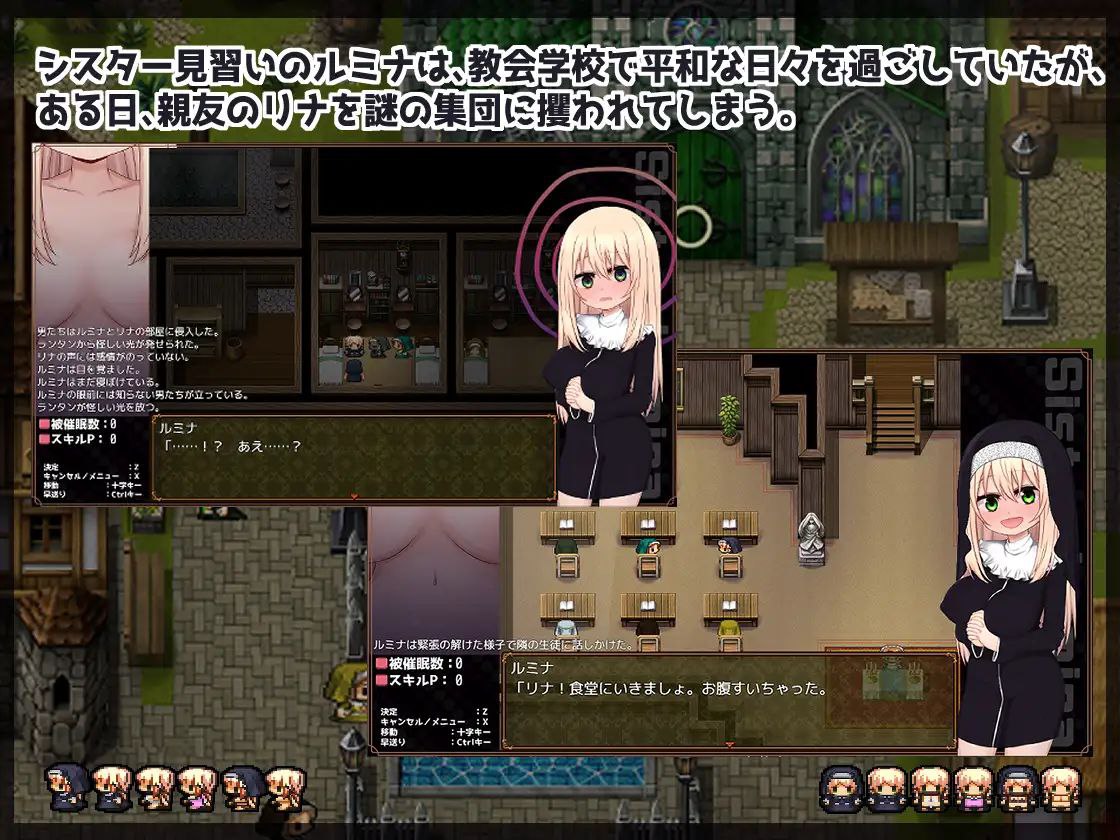 シスター見習いのルミナは、教会学校で平和な日々を過ごしていたが、
ある日、親友のリナを謎の集団に攫われてしまう。
男たちはルミナとリナの部屋に侵入した。
ランタンから怪しい光が発せられた。
リナの声には感情がのっていない。
ルミナは目を覚ました。
ルミナはまだ寝ぼけている。
ルミナの眼前には知らない男たちが立っている。
ランタンが怪しい光を放つ。
被催眠数：0
スキルP： 0
決定 ：Z
キャンセル/メニュー ：X
移動 ：十字キー
早送り ：Ctrlキー
ルミナ
「……！？ あえ……？
ルミナは緊張の解けた様子で隣の生徒に話しかけた。
被催眠数：0
スキルP： 0
決定 ：Z
キャンセル/メニュー ：X
移動 ：十字キー
早送り ：Ctrlキー
ルミナ
「リナ！食堂にいきましょ。お腹すいちゃった。